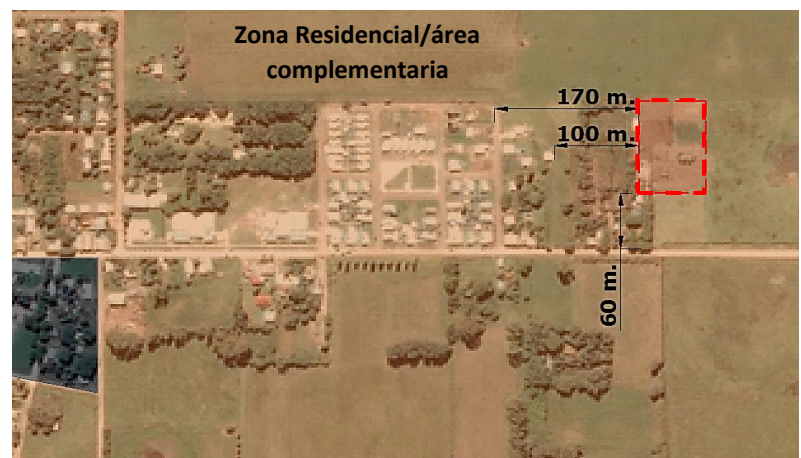 Zona Residencial/área
complementaria
170 m.
100 m.
60 m.